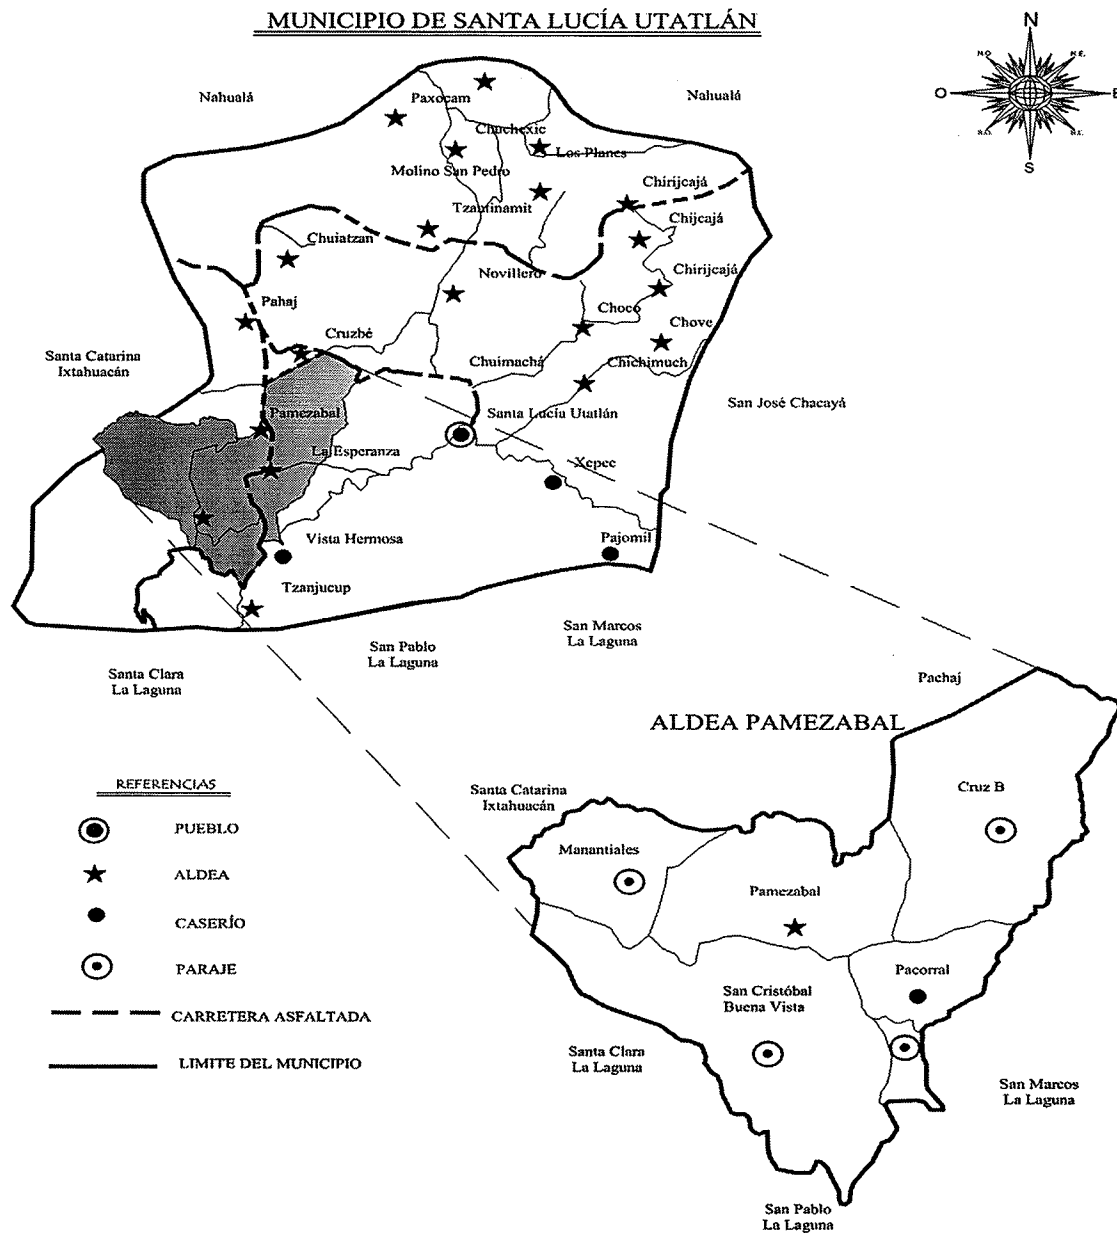 MUNICIPIO DE SANTA LUCÍA UTATLÁN
N
NO
NE.
O
E
S.O.
S.E.
S
Nahualá
Nahualá
Paxocam
Chuchexic
Los Planes
Molino San Pedro
Chirijcajá
Tzantinamit
Chijcajá
Chuiatzan
Novillero
Chirijcajá
Pahaj
Choco
Cruzbé
Chove
Santa Catarina
Ixtahuacán
Chuimachá
Chichimuch
San José Chacayá
Pamezabal
Santa Lucía Utatlán
La Esperanza
Xepec
Vista Hermosa
Pajomil
Tzanjucup
San Marcos
La Laguna
San Pablo
La Laguna
Santa Clara
La Laguna
Pachaj
ALDEA PAMEZABAL
REFERENCIAS
PUEBLO
ALDEA
CASERÍO
PARAJE
CARRETERA ASFALTADA
LIMITE DEL MUNICIPIO
Santa Catarina
Ixtahuacán
Cruz B
Manantiales
Pamezabal
Pacorral
San Cristóbal
Buena Vista
Santa Clara
La Laguna
San Marcos
La Laguna
San Pablo
La Laguna